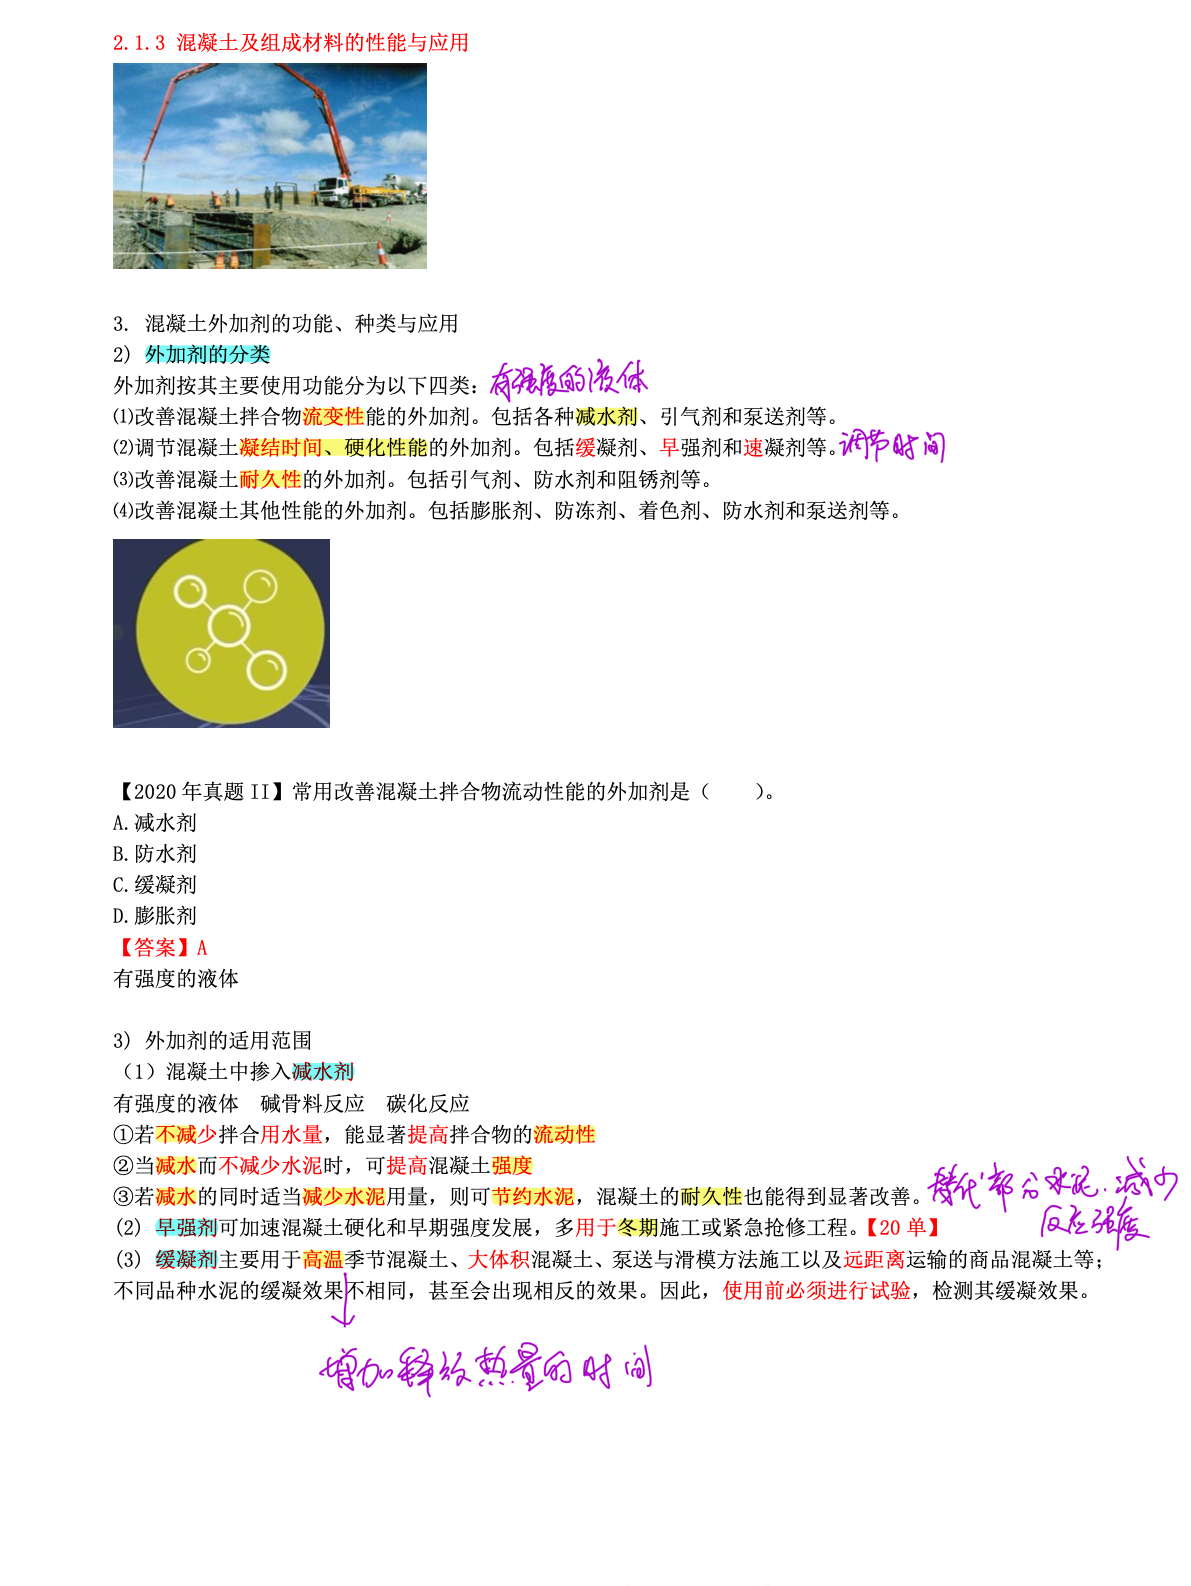 2.1.3 混凝土及组成材料的性能与应用
3. 混凝土外加剂的功能、种类与应用
2) 外加剂的分类
外加剂按其主要使用功能分为以下四类：有强度的液体
⑴改善混凝土拌合物流变性能的外加剂。包括各种减水剂、引气剂和泵送剂等。
⑵调节混凝土凝结时间、硬化性能的外加剂。包括缓凝剂、早强剂和速凝剂等。调节时间
⑶改善混凝土耐久性的外加剂。包括引气剂、防水剂和阻锈剂等。
⑷改善混凝土其他性能的外加剂。包括膨胀剂、防冻剂、着色剂、防水剂和泵送剂等。
【2020 年真题 II】常用改善混凝土拌合物流动性能的外加剂是（　　）。
A.减水剂
B.防水剂
C.缓凝剂
D.膨胀剂
【答案】A
有强度的液体
3) 外加剂的适用范围
（1）混凝土中掺入减水剂
有强度的液体　碱骨料反应　碳化反应
①若不减少拌合用水量，能显著提高拌合物的流动性
②当减水而不减少水泥时，可提高混凝土强度
③若减水的同时适当减少水泥用量，则可节约水泥，混凝土的耐久性也能得到显著改善。替代部分水泥.减少
反应强度
(2) 早强剂可加速混凝土硬化和早期强度发展，多用于冬期施工或紧急抢修工程。【20 单】
(3) 缓凝剂主要用于高温季节混凝土、大体积混凝土、泵送与滑模方法施工以及远距离运输的商品混凝土等；
不同品种水泥的缓凝效果不相同，甚至会出现相反的效果。因此，使用前必须进行试验，检测其缓凝效果。
增加释放热量的时间